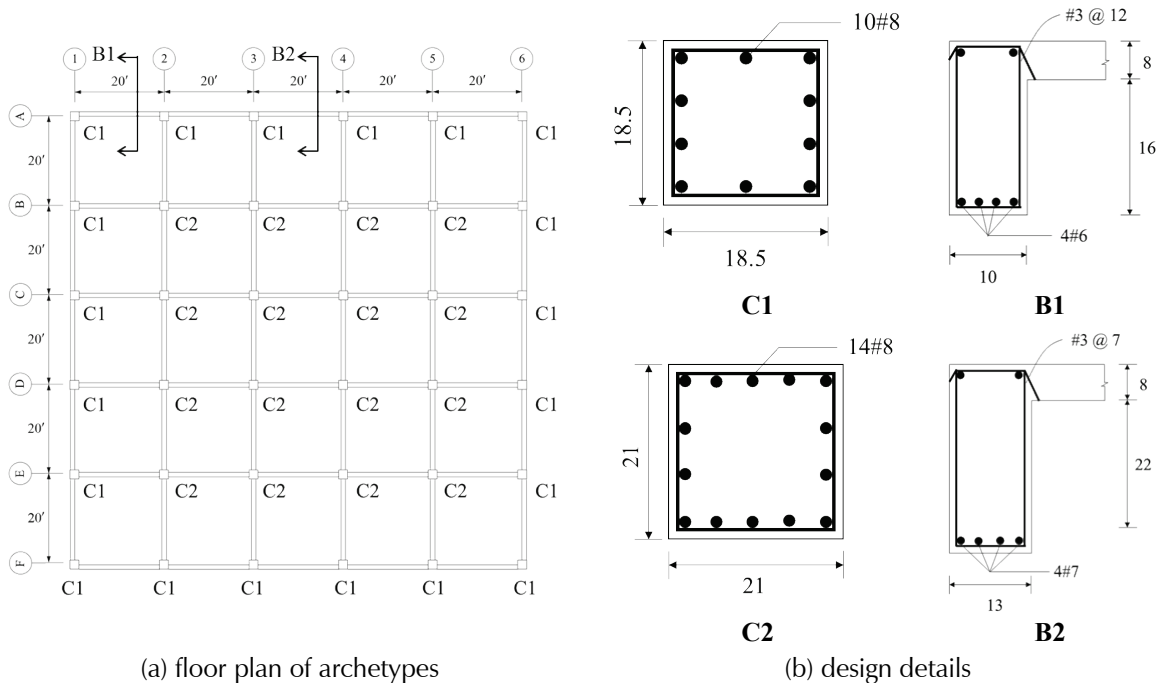 B1 B2
1 2 3 4 5 6
20' 20' 20' 20' 20'
A
C1 C1 C1 C1 C1 C1
20'
B
C1 C2 C2 C2 C2 C1
20'
C
C1 C2 C2 C2 C2 C1
20'
D
C1 C2 C2 C2 C2 C1
20'
E
C1 C2 C2 C2 C2 C1
20'
F
C1 C1 C1 C1 C1 C1
(a) floor plan of archetypes
10#8
18.5
18.5
C1
#3 @ 12
8
16
4#6
10
B1
14#8
21
21
C2
#3 @ 7
8
22
4#7
13
B2
(b) design details